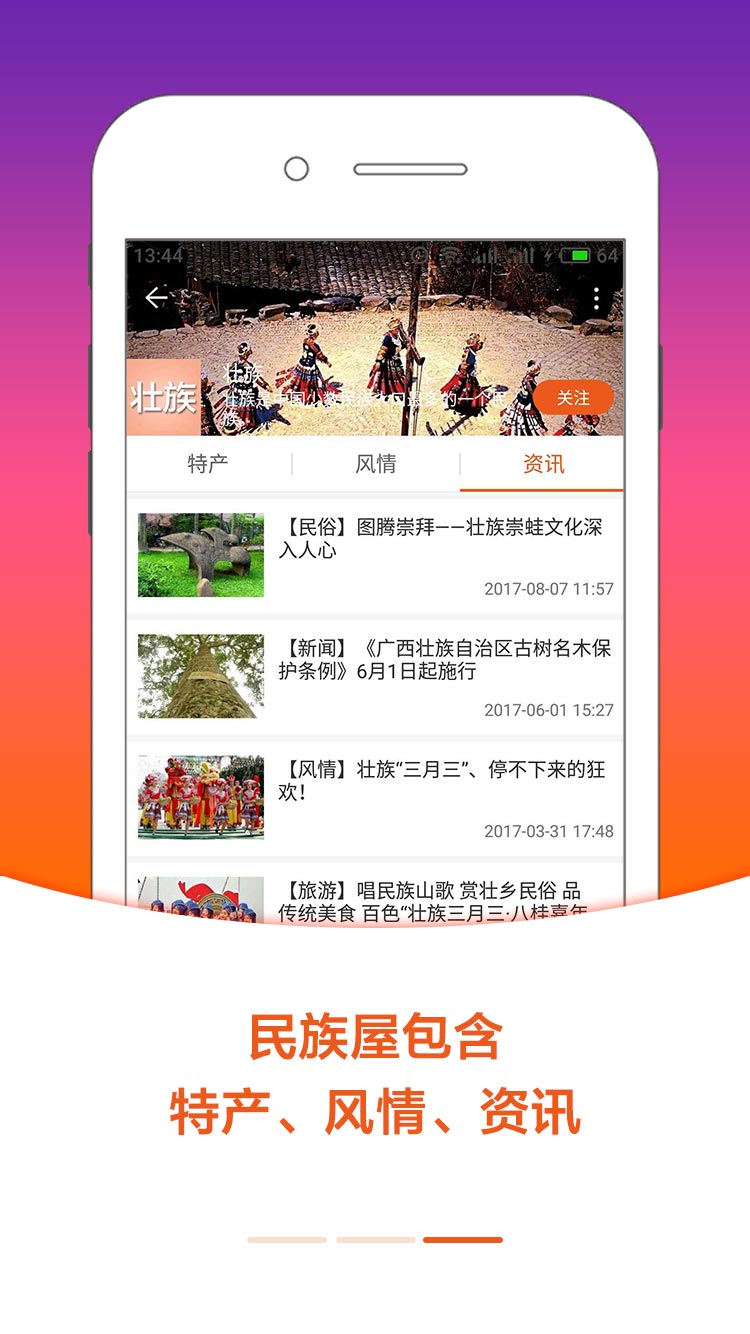 13:44
64
壮族
壮族
壮族是中国少数民族人口最多的一个民
族
关注
特产
风情
资讯
【民俗】图腾崇拜——壮族崇蛙文化深
入人心
2017-08-07 11:57
【新闻】《广西壮族自治区古树名木保
护条例》6月1日起施行
2017-06-01 15:27
【风情】壮族“三月三”、停不下来的狂
欢！
2017-03-31 17:48
【旅游】唱民族山歌 赏壮乡民俗 品
传统美食 百色“壮族三月三·八桂嘉年
民族屋包含
特产、风情、资讯